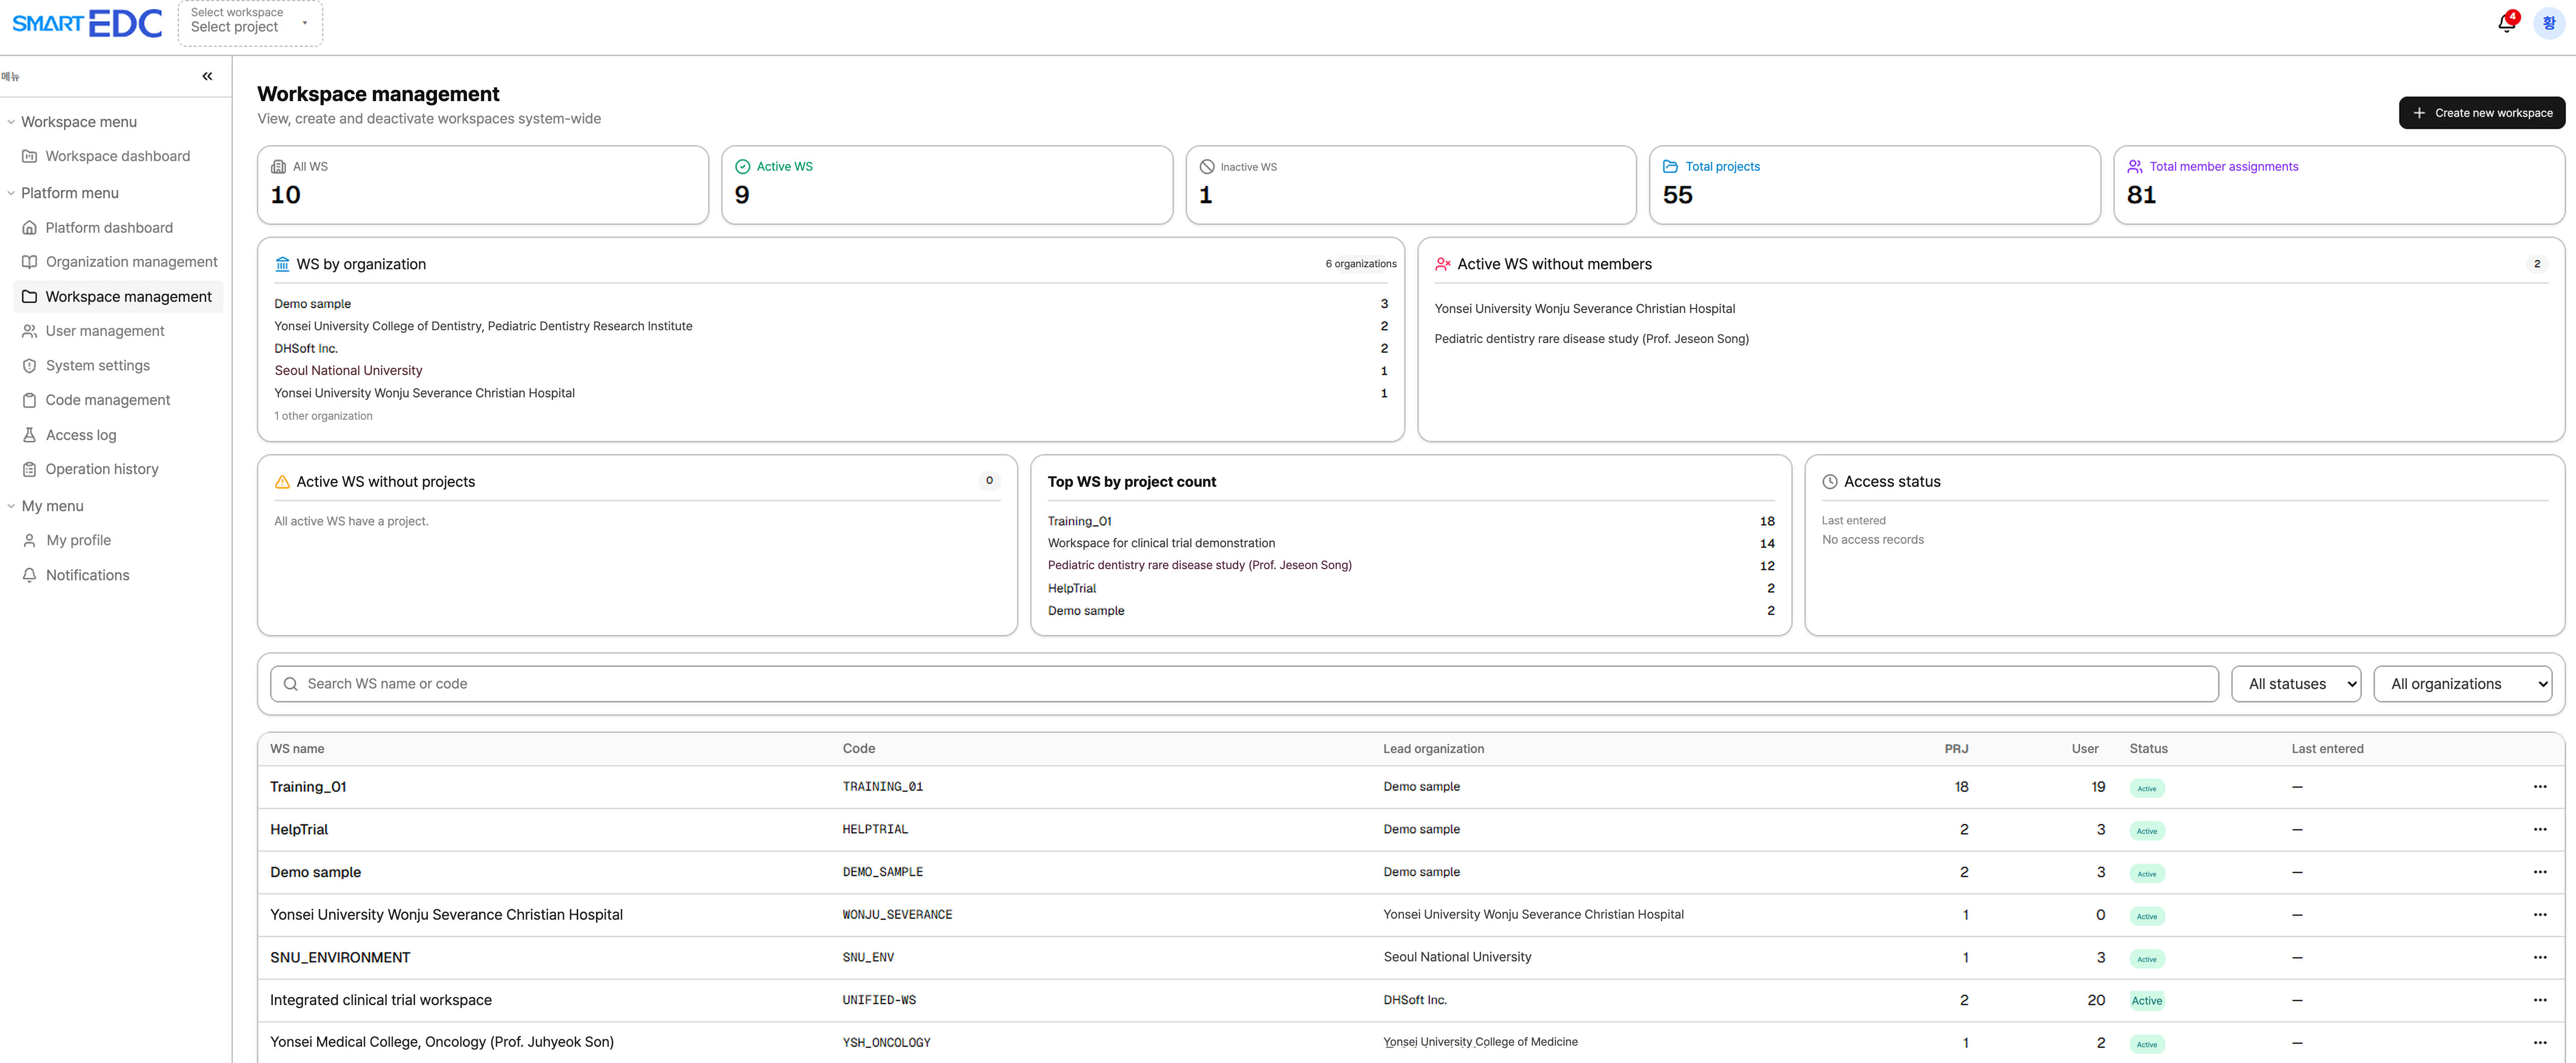 SMART EDC
Select workspace
Select project
4
황
메뉴
Workspace menu
Workspace dashboard
Platform menu
Platform dashboard
Organization management
Workspace management
User management
System settings
Code management
Access log
Operation history
My menu
My profile
Notifications
Workspace management
View, create and deactivate workspaces system-wide
Create new workspace
All WS
10
Active WS
9
Inactive WS
1
Total projects
55
Total member assignments
81
WS by organization 6 organizations
Demo sample 3
Yonsei University College of Dentistry, Pediatric Dentistry Research Institute 2
DHSoft Inc. 2
Seoul National University 1
Yonsei University Wonju Severance Christian Hospital 1
1 other organization
Active WS without members 2
Yonsei University Wonju Severance Christian Hospital
Pediatric dentistry rare disease study (Prof. Jeseon Song)
Active WS without projects 0
All active WS have a project.
Top WS by project count
Training_01 18
Workspace for clinical trial demonstration 14
Pediatric dentistry rare disease study (Prof. Jeseon Song) 12
HelpTrial 2
Demo sample 2
Access status
Last entered
No access records
Search WS name or code
All statuses
All organizations
WS name Code Lead organization PRJ User Status Last entered
Training_01 TRAINING_01 Demo sample 18 19 Active —
HelpTrial HELPTRIAL Demo sample 2 3 Active —
Demo sample DEMO_SAMPLE Demo sample 2 3 Active —
Yonsei University Wonju Severance Christian Hospital WONJU_SEVERANCE Yonsei University Wonju Severance Christian Hospital 1 0 Active —
SNU_ENVIRONMENT SNU_ENV Seoul National University 1 3 Active —
Integrated clinical trial workspace UNIFIED-WS DHSoft Inc. 2 20 Active —
Yonsei Medical College, Oncology (Prof. Juhyeok Son) YSH_ONCOLOGY Yonsei University College of Medicine 1 2 Active —